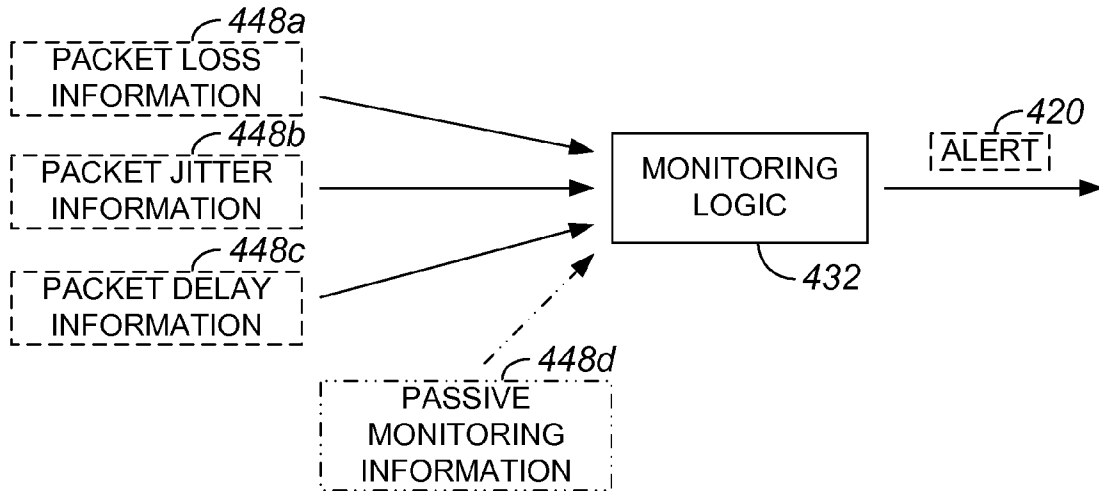 448a
PACKET LOSS
INFORMATION
448b
PACKET JITTER
INFORMATION
448c
PACKET DELAY
INFORMATION
448d
PASSIVE
MONITORING
INFORMATION
MONITORING
LOGIC
432
420
ALERT